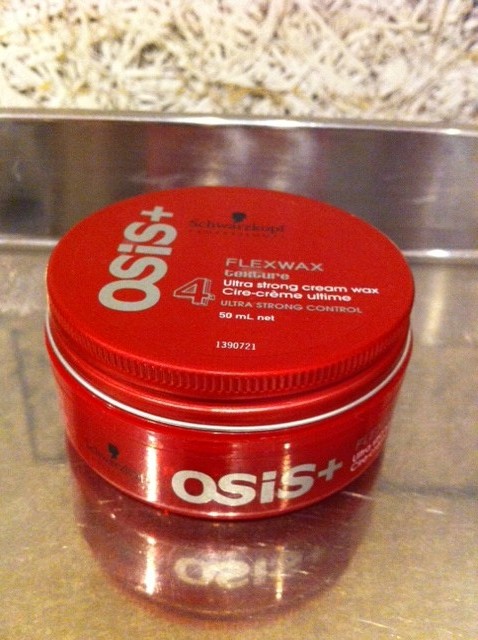 Schwarzkopf
PROFESSIONAL
OSiS+
FLEXWAX
texture
4
Ultra strong cream wax
Cire-crème ultime
ULTRA STRONG CONTROL
50 mL net
1390721
Schwarzkopf
OSiS+
OSiS